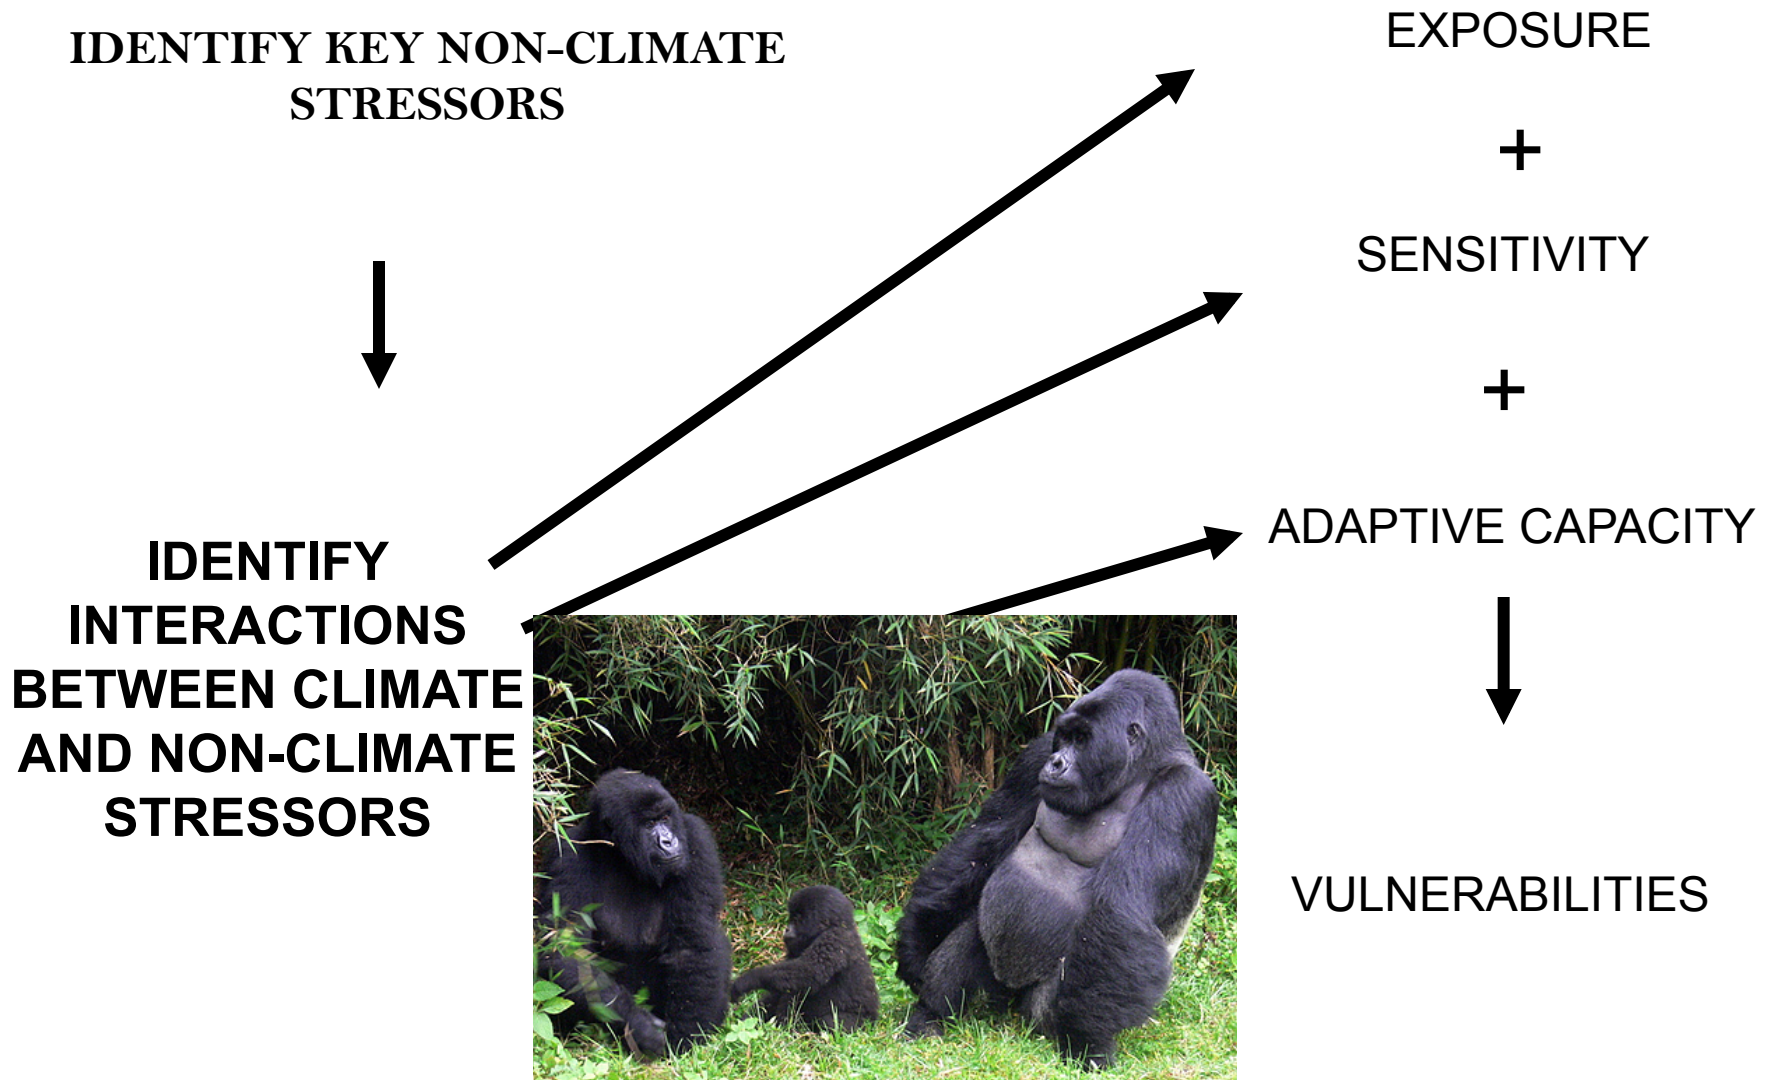 IDENTIFY KEY NON-CLIMATE
STRESSORS
IDENTIFY
INTERACTIONS
BETWEEN CLIMATE
AND NON-CLIMATE
STRESSORS
EXPOSURE
+
SENSITIVITY
+
ADAPTIVE CAPACITY
VULNERABILITIES